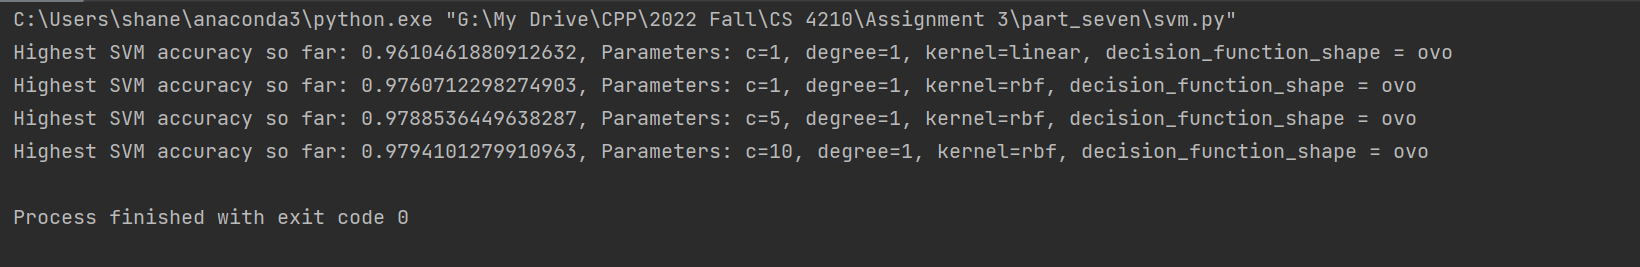 C:\Users\shane\anaconda3\python.exe "G:\My Drive\CPP\2022 Fall\CS 4210\Assignment 3\part_seven\svm.py"
Highest SVM accuracy so far: 0.9610461880912632, Parameters: c=1, degree=1, kernel=linear, decision_function_shape = ovo
Highest SVM accuracy so far: 0.9760712298274903, Parameters: c=1, degree=1, kernel=rbf, decision_function_shape = ovo
Highest SVM accuracy so far: 0.9788536449638287, Parameters: c=5, degree=1, kernel=rbf, decision_function_shape = ovo
Highest SVM accuracy so far: 0.9794101279910963, Parameters: c=10, degree=1, kernel=rbf, decision_function_shape = ovo
Process finished with exit code 0